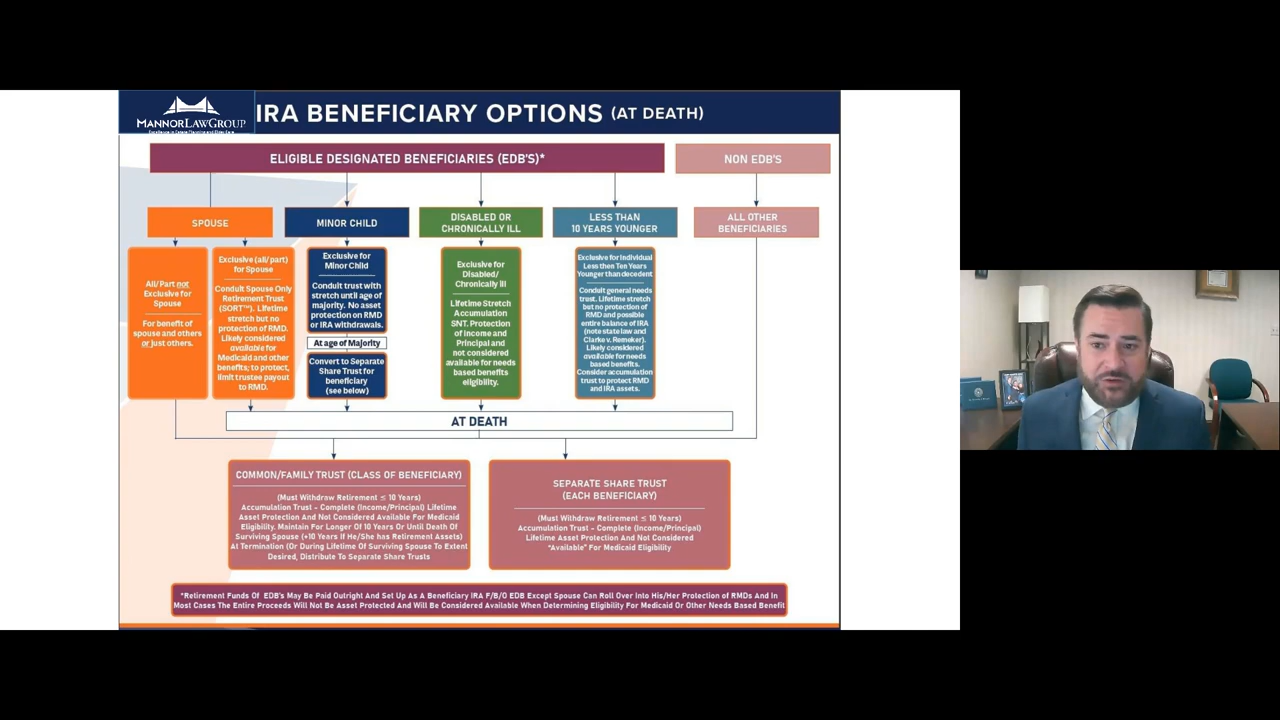 MANNORLAWGROUP
IRA BENEFICIARY OPTIONS (AT DEATH)
ELIGIBLE DESIGNATED BENEFICIARIES (EDB'S)*
NON EDB'S
SPOUSE
MINOR CHILD
DISABLED OR
CHRONICALLY ILL
LESS THAN
10 YEARS YOUNGER
ALL OTHER
BENEFICIARIES
All/Part not
Exclusive for
Spouse
For benefit of
spouse and others
or just others.
Exclusive (all/part)
for Spouse
Conduit Spouse Only
Retirement Trust
(SORT™). Lifetime
stretch but no
protection of RMD.
Likely considered
available for
Medicaid and other
benefits; to protect,
limit trustee payout
to RMD.
Exclusive for
Minor Child
Conduit trust with
stretch until age of
majority. No asset
protection on RMD
or IRA withdrawals.
At age of Majority
Convert to Separate
Share Trust for
beneficiary
(see below)
Exclusive for
Disabled/
Chronically ill
Lifetime Stretch
Accumulation
SNT. Protection
of Income and
Principal and
not considered
available for needs
based benefits
eligibility.
Exclusive for Individual
Less then Ten Years
Younger than decedent
Conduit general needs
trust. Lifetime stretch
but no protection of
RMD and possible
entire balance of IRA
(note state law and
Clarke v. Remeker).
Likely considered
available for needs
based benefits.
Consider accumulation
trust to protect RMD
and IRA assets.
AT DEATH
COMMON/FAMILY TRUST (CLASS OF BENEFICIARY)
(Must Withdraw Retirement ≤ 10 Years)
Accumulation Trust – Complete (Income/Principal) Lifetime
Asset Protection And Not Considered Available For Medicaid
Eligibility. Maintain For Longer Of 10 Years Or Until Death Of
Surviving Spouse (+10 Years If He/She has Retirement Assets)
At Termination (Or During Lifetime Of Surviving Spouse To Extent
Desired, Distribute To Separate Share Trusts
SEPARATE SHARE TRUST
(EACH BENEFICIARY)
(Must Withdraw Retirement ≤ 10 Years)
Accumulation Trust – Complete (Income/Principal)
Lifetime Asset Protection And Not Considered
"Available" For Medicaid Eligibility
*Retirement Funds Of EDB's May Be Paid Outright And Set Up As A Beneficiary IRA F/B/O EDB Except Spouse Can Roll Over Into His/Her Protection of RMDs And In
Most Cases The Entire Proceeds Will Not Be Asset Protected And Will Be Considered Available When Determining Eligibility For Medicaid Or Other Needs Based Benefit